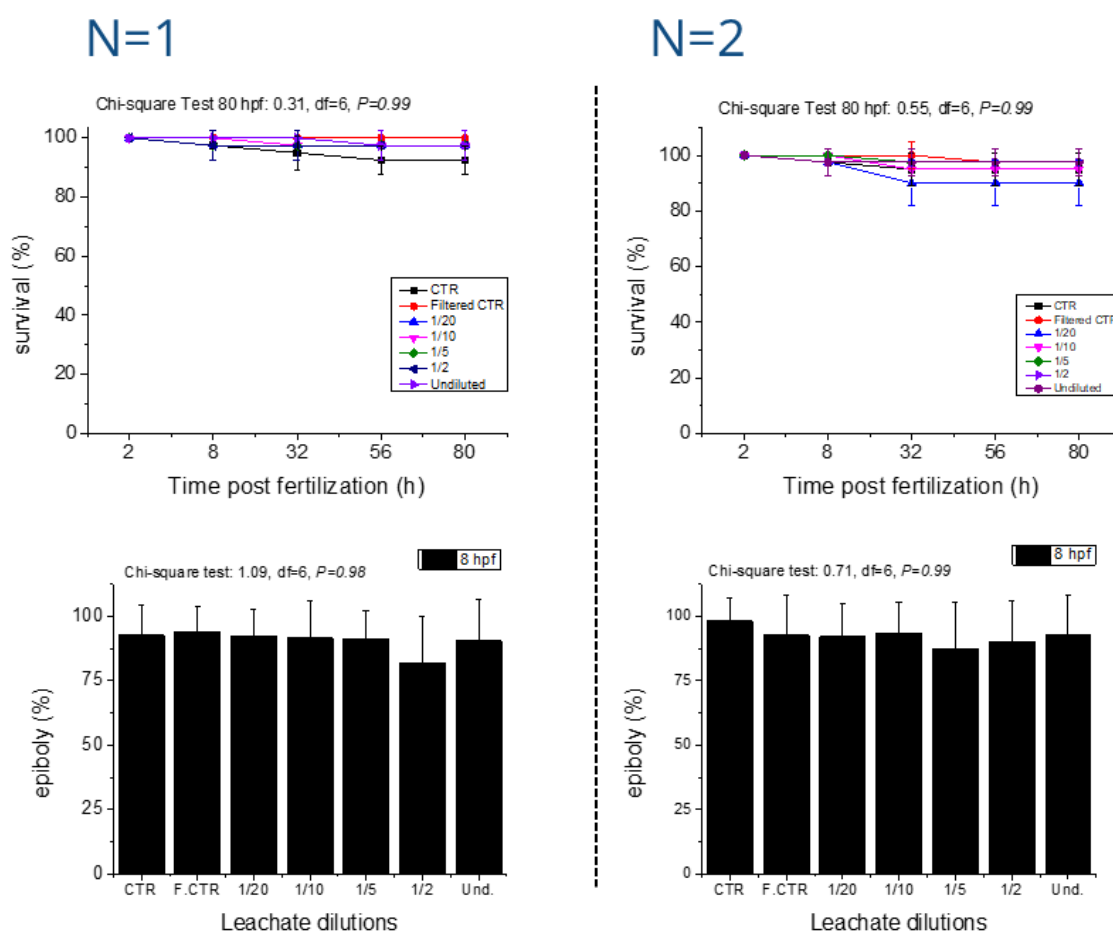 N=1
Chi-square Test 80 hpf: 0.31, df=6, P=0.99
100
80
60
40
20
0
survival (%)
CTR
Filtered CTR
1/20
1/10
1/5
1/2
Undiluted
2 8 32 56 80
Time post fertilization (h)
8 hpf
Chi-square test: 1.09, df=6, P=0.98
100
75
50
25
0
epiboly (%)
CTR F.CTR 1/20 1/10 1/5 1/2 Und.
Leachate dilutions
N=2
Chi-square Test 80 hpf: 0.55, df=6, P=0.99
100
80
60
40
20
0
survival (%)
CTR
Filtered CTR
1/20
1/10
1/5
1/2
Undiluted
2 8 32 56 80
Time post fertilization (h)
8 hpf
Chi-square test: 0.71, df=6, P=0.99
100
75
50
25
0
epiboly (%)
CTR F.CTR 1/20 1/10 1/5 1/2 Und.
Leachate dilutions